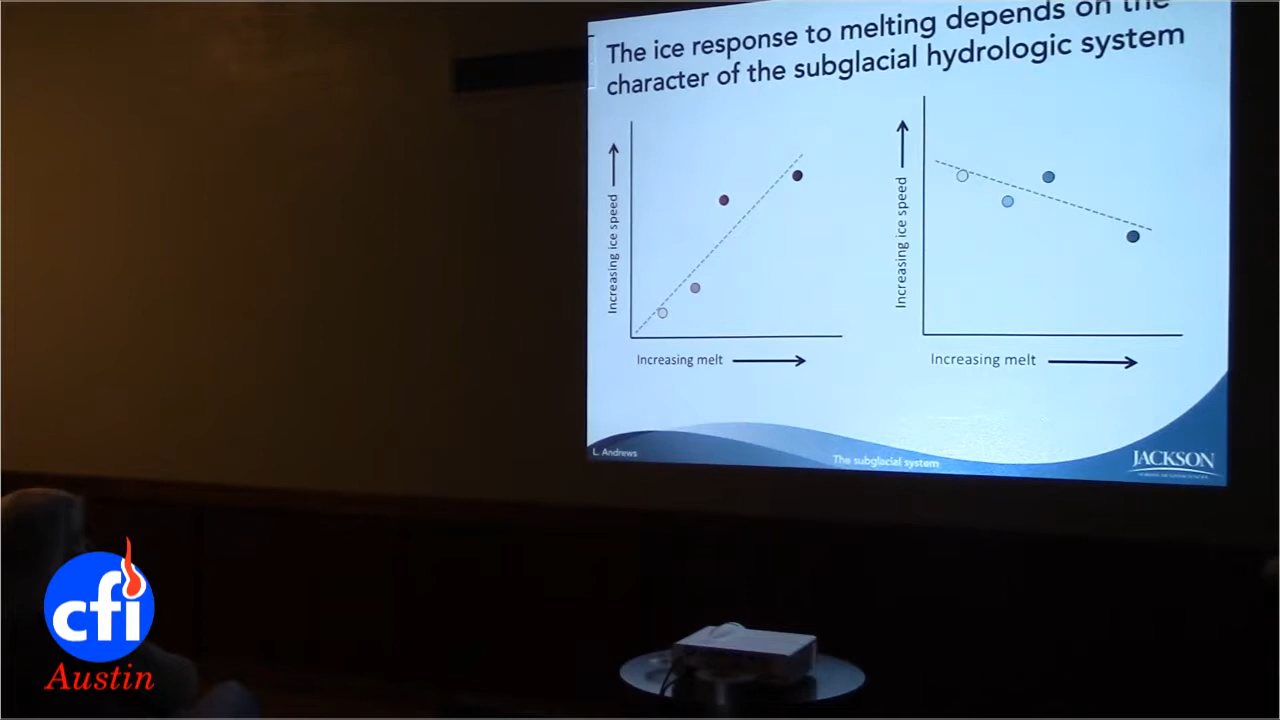 The ice response to melting depends on the
character of the subglacial hydrologic system
Increasing ice speed
Increasing melt
Increasing ice speed
Increasing melt
L. Andrews
The subglacial system
JACKSON
cfi
Austin